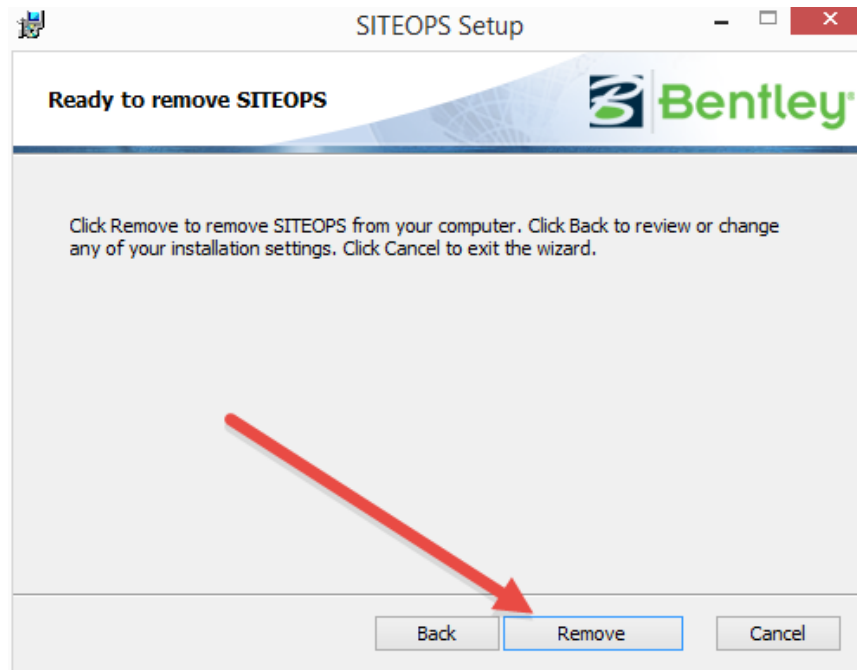 SITEOPS Setup
Ready to remove SITEOPS
Bentley®
Click Remove to remove SITEOPS from your computer. Click Back to review or change
any of your installation settings. Click Cancel to exit the wizard.
Back Remove Cancel